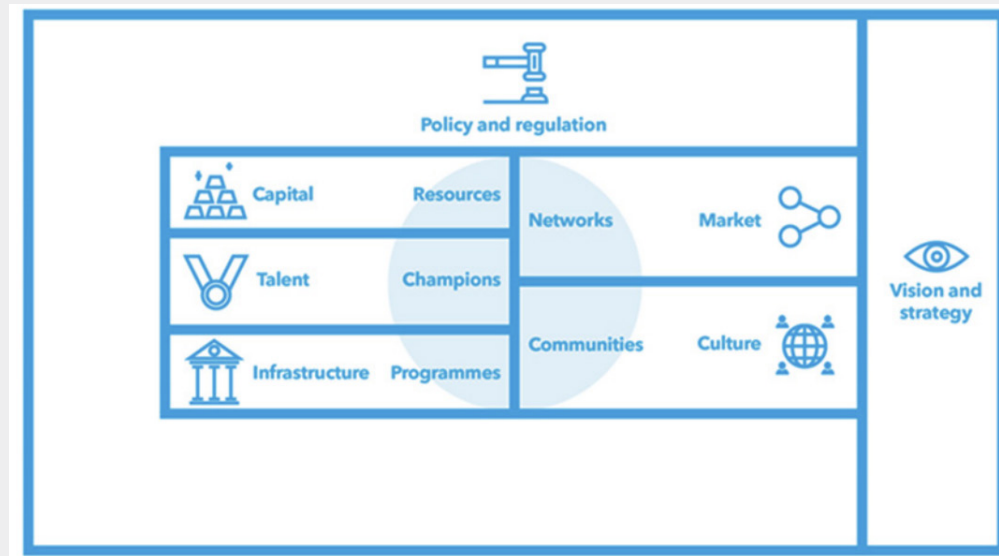 Policy and regulation
Capital Resources
Talent Champions
Infrastructure Programmes
Networks Market
Communities Culture
Vision and
strategy